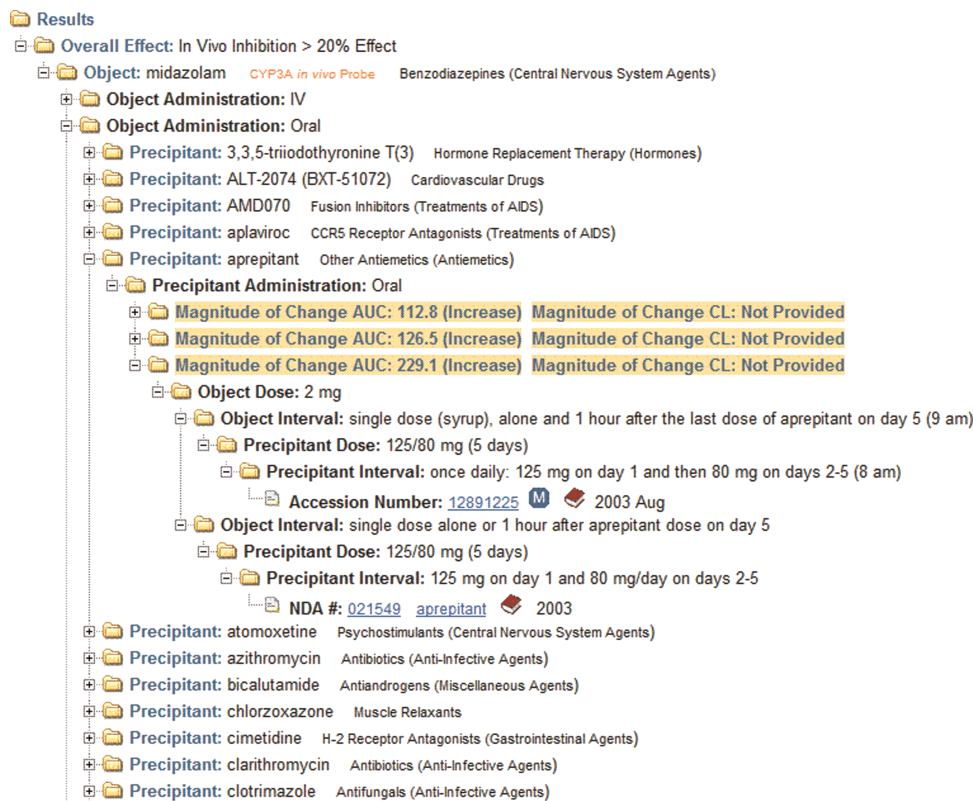 Results
Overall Effect: In Vivo Inhibition > 20% Effect
Object: midazolam CYP3A in vivo Probe Benzodiazepines (Central Nervous System Agents)
Object Administration: IV
Object Administration: Oral
Precipitant: 3,3,5-triiodothyronine T(3) Hormone Replacement Therapy (Hormones)
Precipitant: ALT-2074 (BXT-51072) Cardiovascular Drugs
Precipitant: AMD070 Fusion Inhibitors (Treatments of AIDS)
Precipitant: aplaviroc CCR5 Receptor Antagonists (Treatments of AIDS)
Precipitant: aprepitant Other Antiemetics (Antiemetics)
Precipitant Administration: Oral
Magnitude of Change AUC: 112.8 (Increase) Magnitude of Change CL: Not Provided
Magnitude of Change AUC: 126.5 (Increase) Magnitude of Change CL: Not Provided
Magnitude of Change AUC: 229.1 (Increase) Magnitude of Change CL: Not Provided
Object Dose: 2 mg
Object Interval: single dose (syrup), alone and 1 hour after the last dose of aprepitant on day 5 (9 am)
Precipitant Dose: 125/80 mg (5 days)
Precipitant Interval: once daily: 125 mg on day 1 and then 80 mg on days 2-5 (8 am)
Accession Number: 12891225 M 2003 Aug
Object Interval: single dose alone or 1 hour after aprepitant dose on day 5
Precipitant Dose: 125/80 mg (5 days)
Precipitant Interval: 125 mg on day 1 and 80 mg/day on days 2-5
NDA #: 021549 aprepitant 2003
Precipitant: atomoxetine Psychostimulants (Central Nervous System Agents)
Precipitant: azithromycin Antibiotics (Anti-Infective Agents)
Precipitant: bicalutamide Antiandrogens (Miscellaneous Agents)
Precipitant: chlorzoxazone Muscle Relaxants
Precipitant: cimetidine H-2 Receptor Antagonists (Gastrointestinal Agents)
Precipitant: clarithromycin Antibiotics (Anti-Infective Agents)
Precipitant: clotrimazole Antifungals (Anti-Infective Agents)